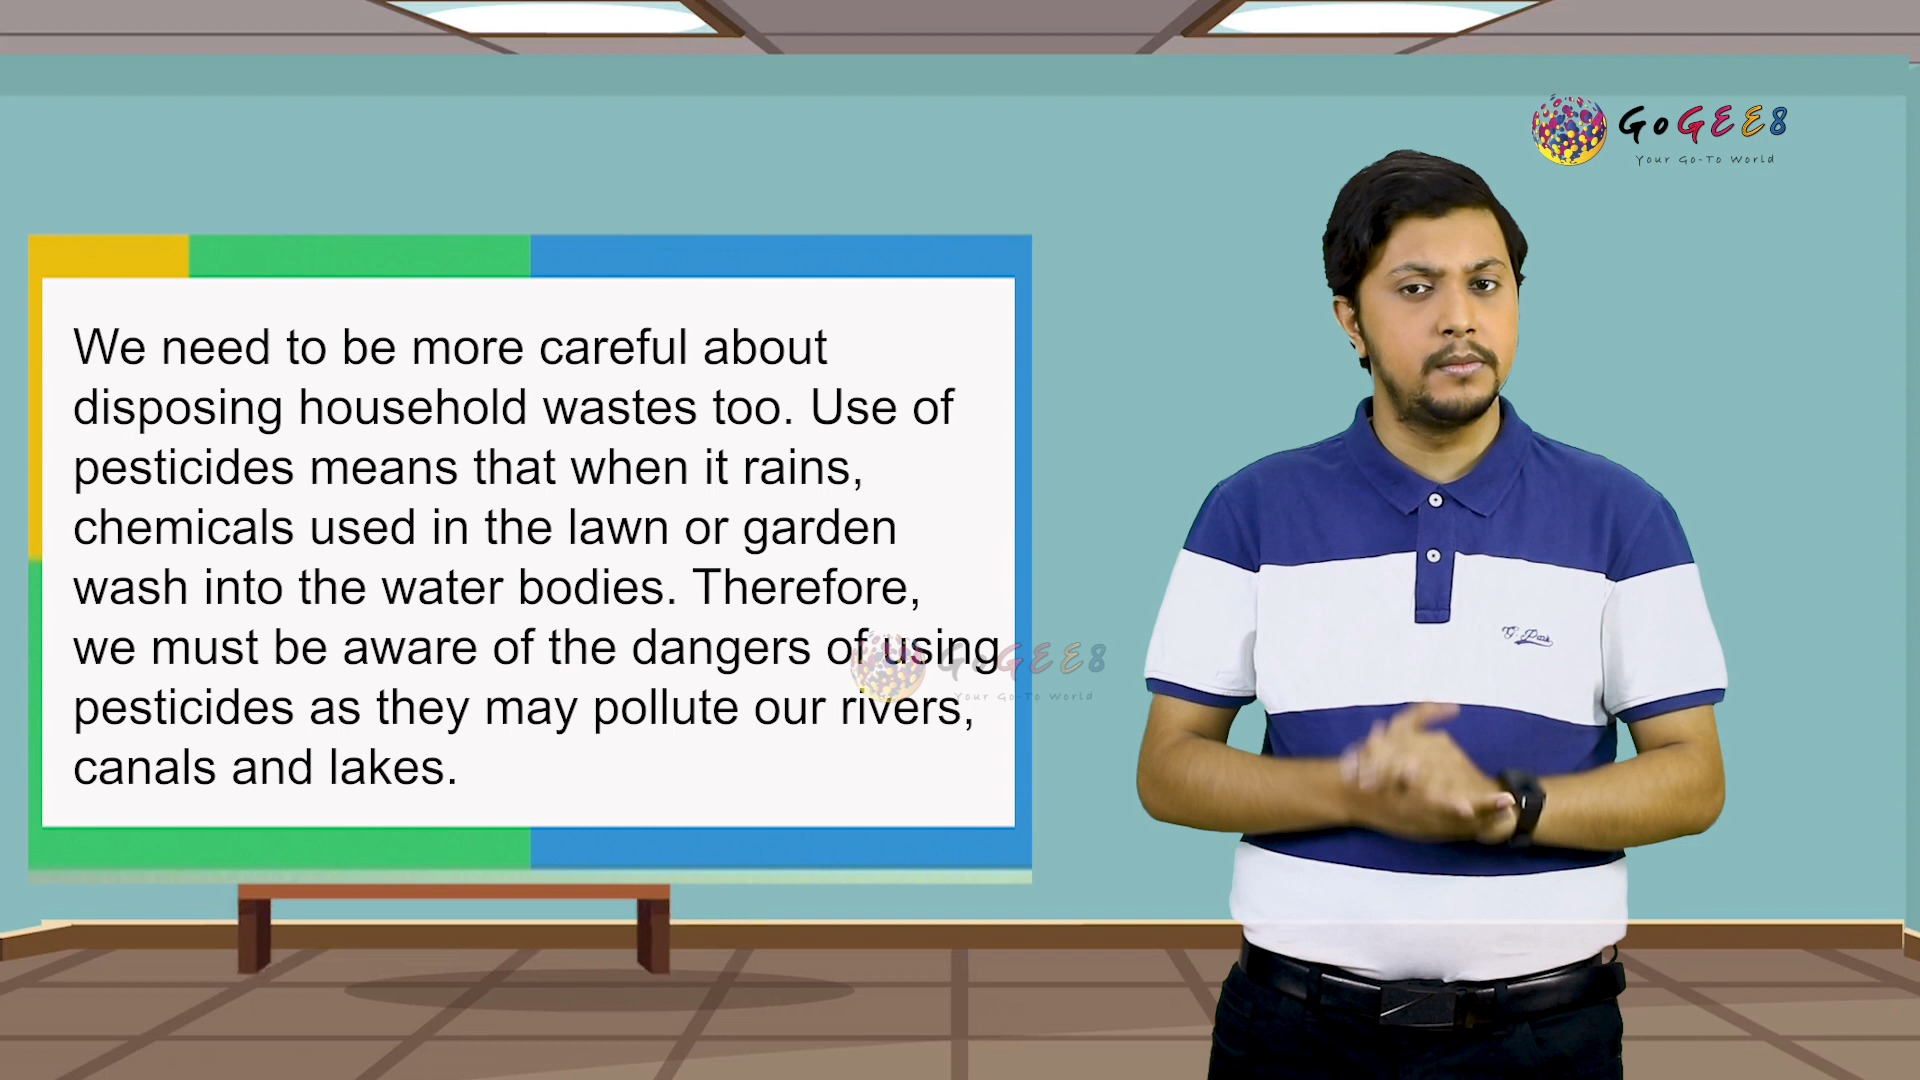 GoGEE8
Your Go-To World
We need to be more careful about
disposing household wastes too. Use of
pesticides means that when it rains,
chemicals used in the lawn or garden
wash into the water bodies. Therefore,
we must be aware of the dangers of using
pesticides as they may pollute our rivers,
canals and lakes.
GoGEE8
Your Go-To World